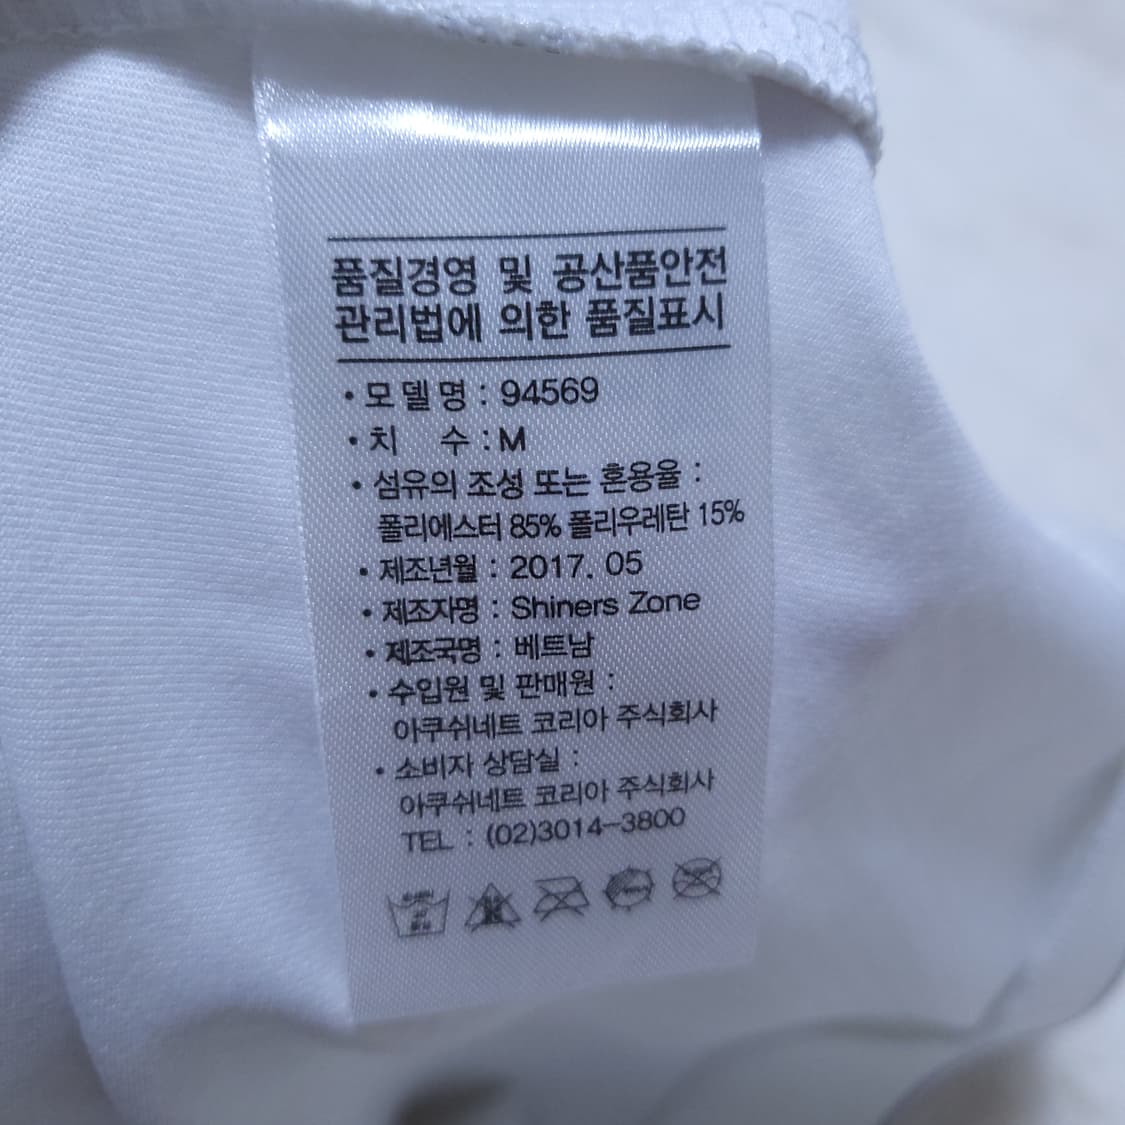 품질경영 및 공산품안전
관리법에 의한 품질표시
• 모델명 : 94569
• 치 수 : M
• 섬유의 조성 또는 혼용율 :
폴리에스터 85% 폴리우레탄 15%
• 제조년월 : 2017. 05
• 제조자명 : Shiners Zone
• 제조국명 : 베트남
• 수입원 및 판매원 :
아쿠쉬네트 코리아 주식회사
• 소비자 상담실 :
아쿠쉬네트 코리아 주식회사
TEL : (02)3014-3800